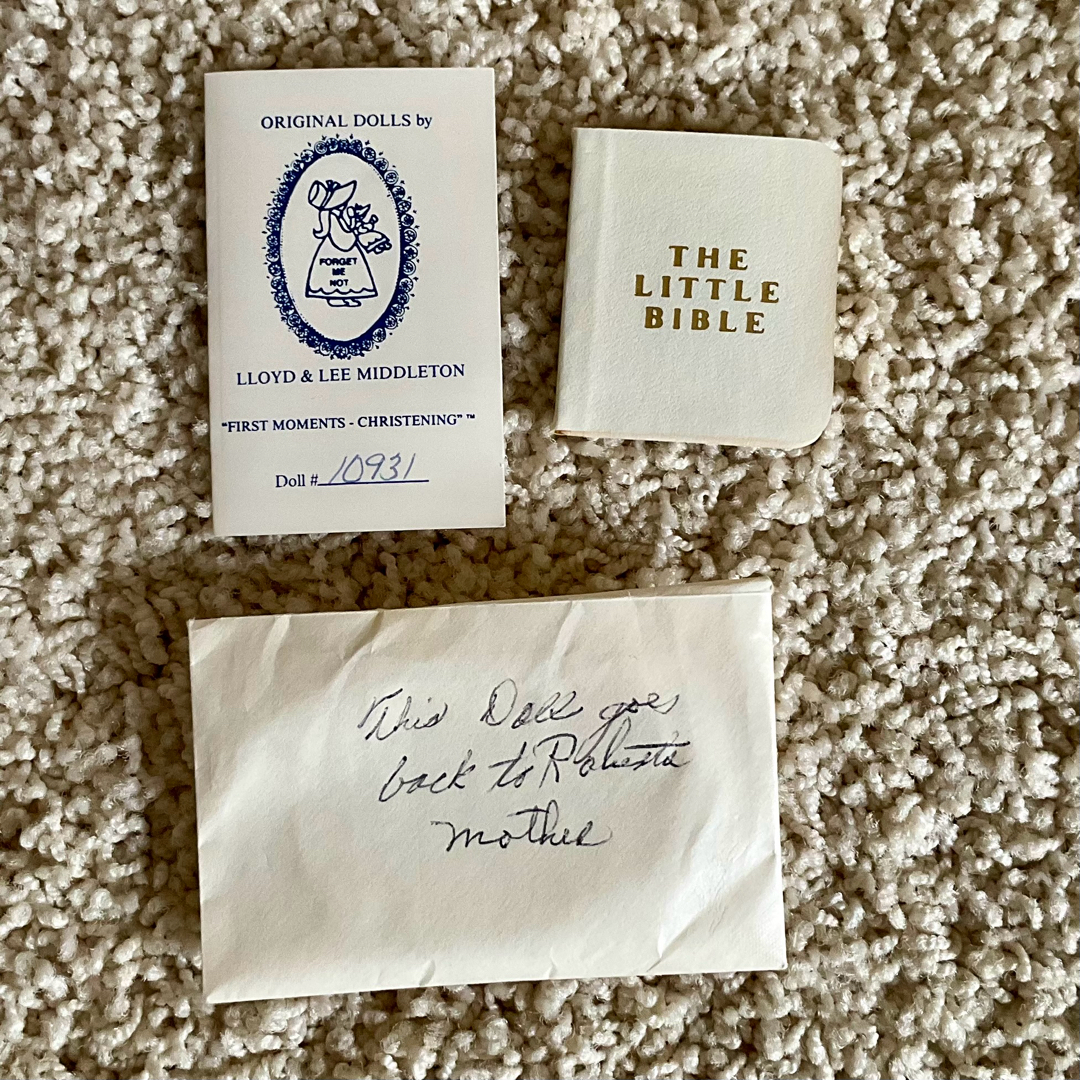 ORIGINAL DOLLS by
FORGET
ME
NOT
LLOYD & LEE MIDDLETON
"FIRST MOMENTS - CHRISTENING" ™
Doll # 10931
THE
LITTLE
BIBLE
This Doll goes
back to Roberta
mother